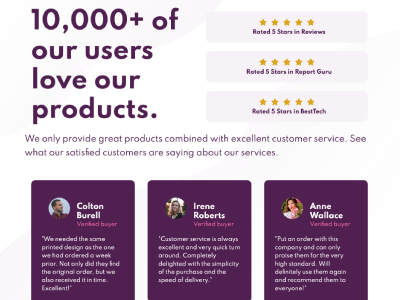 10,000+ of
our users
love our
products.
Rated 5 Stars in Reviews
Rated 5 Stars in Report Guru
Rated 5 Stars in BestTech
We only provide great products combined with excellent customer service. See
what our satisfied customers are saying about our services.
Colton
Burell
Verified buyer
"We needed the same
printed design as the one
we had ordered a week
prior. Not only did they find
the original order, but we
also received it in time.
Excellent!"
Irene
Roberts
Verified buyer
"Customer service is always
excellent and very quick turn
around. Completely
delighted with the simplicity
of the purchase and the
speed of delivery."
Anne
Wallace
Verified buyer
"Put an order with this
company and can only
praise them for the very
high standard. Will
definitely use them again
and recommend them to
everyone!"